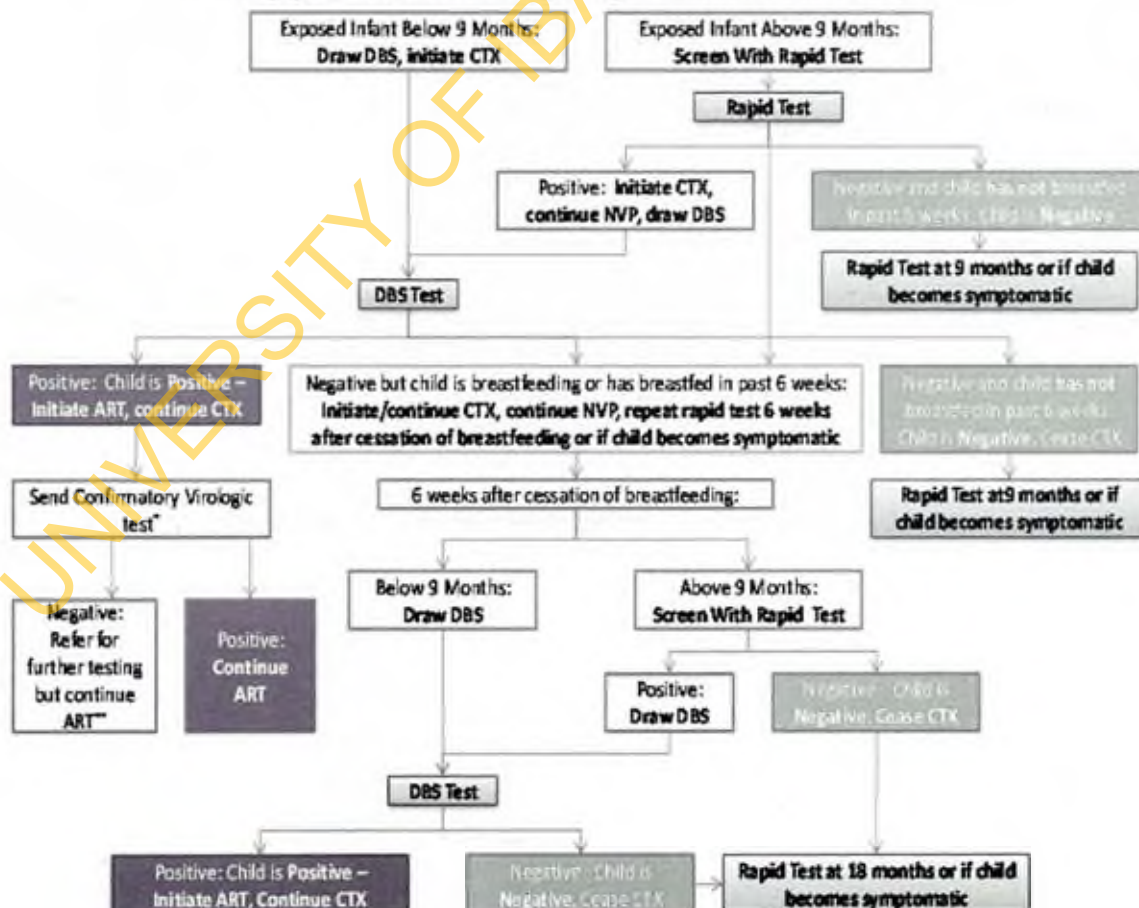 Exposed Infant Below 9 Months:
Draw DBS, initiate CTX
Exposed Infant Above 9 Months:
Screen With Rapid Test
Rapid Test
Positive: Initiate CTX,
continue NVP, draw DBS
Negative and child has not breastfed
in past 6 weeks. Child is Negative
Rapid Test at 9 months or if child
becomes symptomatic
DBS Test
Positive: Child is Positive –
Initiate ART, continue CTX
Negative but child is breastfeeding or has breastfed in past 6 weeks:
Initiate/continue CTX, continue NVP, repeat rapid test 6 weeks
after cessation of breastfeeding or if child becomes symptomatic
Negative and child has not
breastfed in past 6 weeks
Child is Negative. Cease CTX
Send Confirmatory Virologic
test*
6 weeks after cessation of breastfeeding:
Rapid Test at9 months or if
child becomes symptomatic
Negative:
Refer for
further testing
but continue
ART**
Positive:
Continue
ART
Below 9 Months:
Draw DBS
Above 9 Months:
Screen With Rapid Test
Positive:
Draw DBS
Negative: Child is
Negative. Cease CTX
DBS Test
Positive: Child is Positive –
Initiate ART, Continue CTX
Negative: Child is
Negative. Cease CTX
Rapid Test at 18 months or if child
becomes symptomatic
UNIVERSITY OF IBA